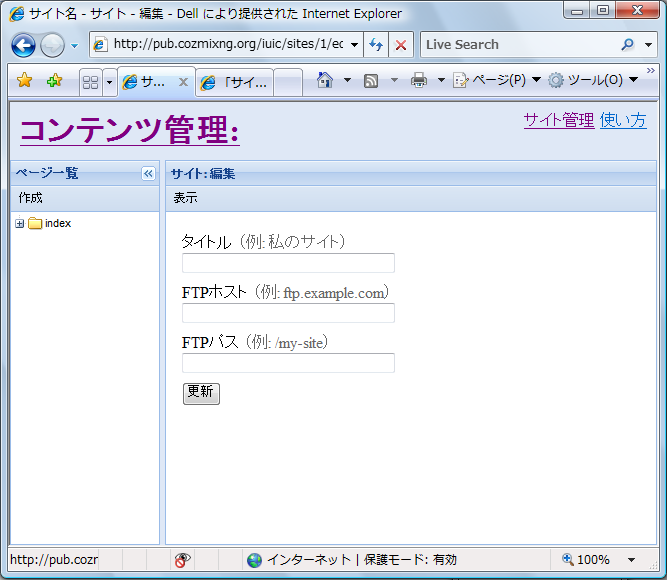 サイト名 - サイト - 編集 - Dell により提供された Internet Explorer
http://pub.cozmixng.org/iuic/sites/1/ec
Live Search
サ... 「サイ... ページ(P) ツール(O) »
コンテンツ管理:
サイト管理 使い方
ページ一覧 «
サイト: 編集
作成
表示
index
タイトル (例: 私のサイト)
FTPホスト (例: ftp.example.com)
FTPパス (例: /my-site)
更新
http://pub.cozr インターネット | 保護モード: 有効 100%